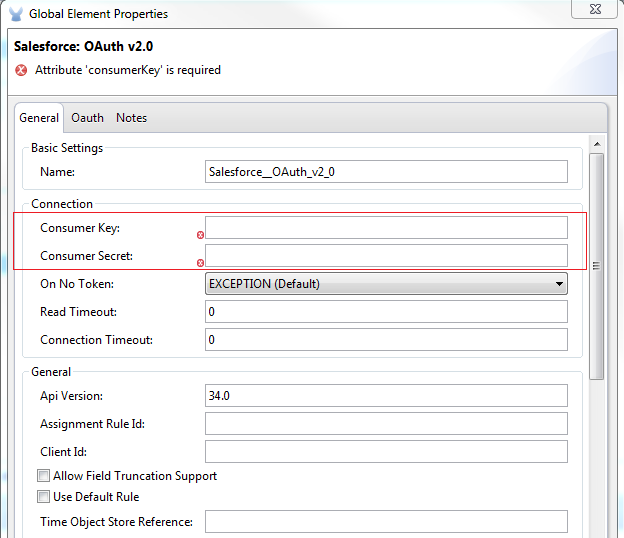 Global Element Properties
Salesforce: OAuth v2.0
Attribute 'consumerKey' is required
General Oauth Notes
Basic Settings
Name: Salesforce__OAuth_v2_0
Connection
Consumer Key:
Consumer Secret:
On No Token: EXCEPTION (Default)
Read Timeout: 0
Connection Timeout: 0
General
Api Version: 34.0
Assignment Rule Id:
Client Id:
Allow Field Truncation Support
Use Default Rule
Time Object Store Reference: